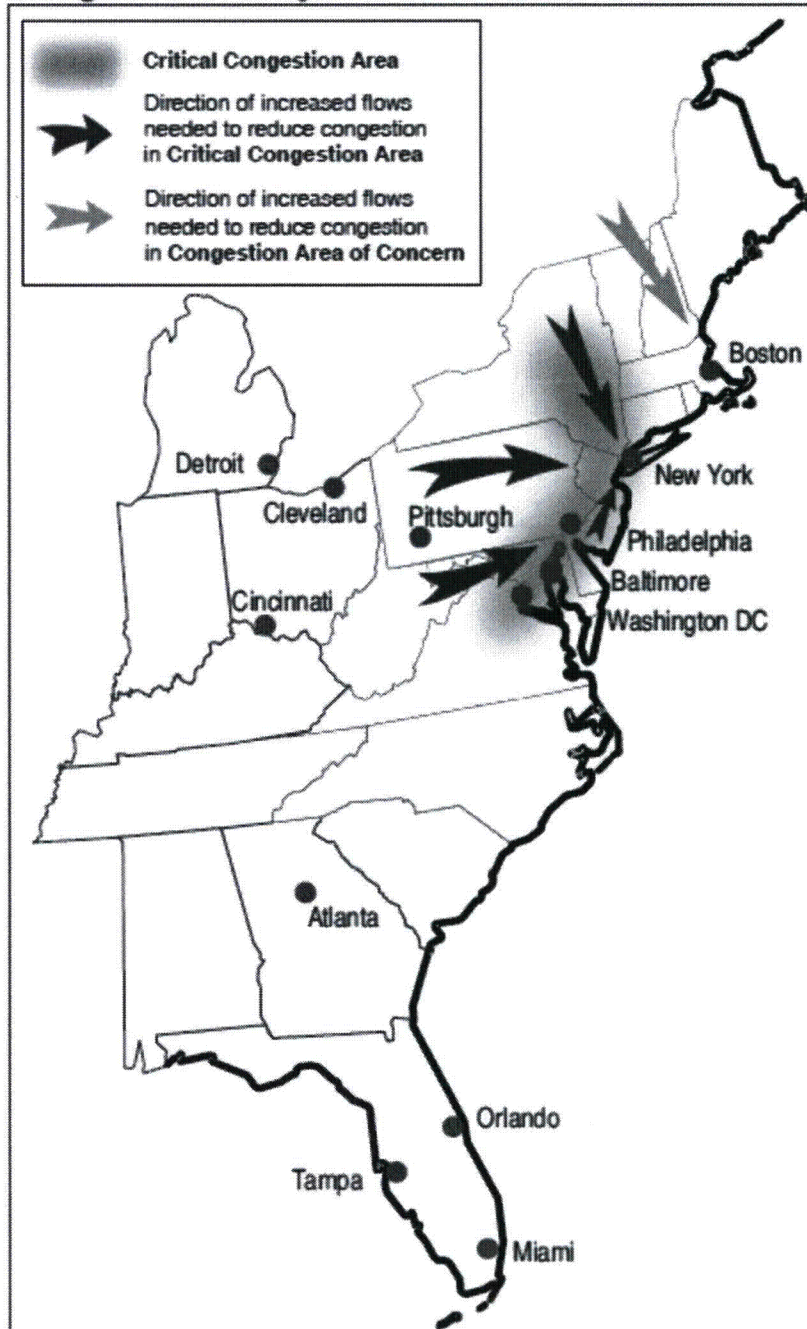 Critical Congestion Area
Direction of increased flows
needed to reduce congestion
in Critical Congestion Area
Direction of increased flows
needed to reduce congestion
in Congestion Area of Concern
Boston
Detroit
New York
Cleveland
Pittsburgh
Philadelphia
Baltimore
Cincinnati
Washington DC
Atlanta
Orlando
Tampa
Miami